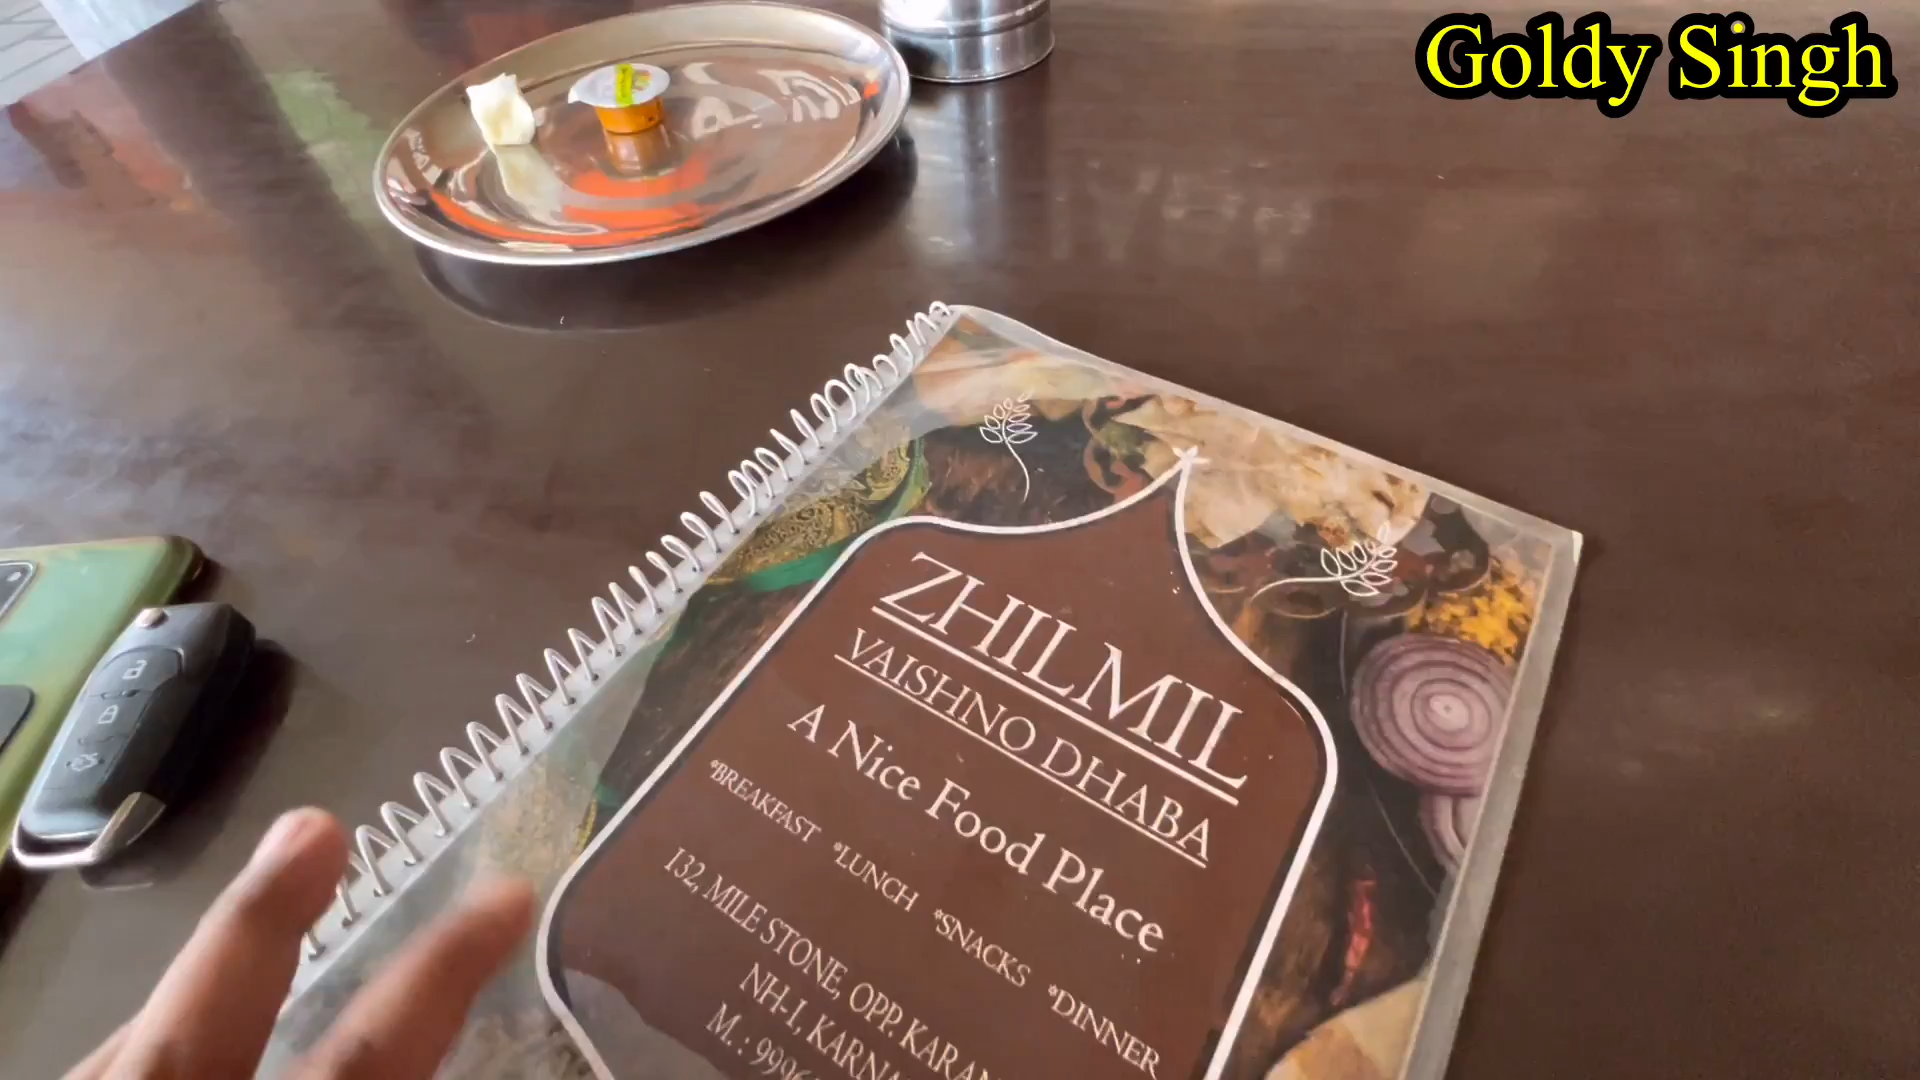 Goldy Singh
ZHILMIL
VAISHNO DHABA
A Nice Food Place
*BREAKFAST *LUNCH *SNACKS *DINNER
132, MILE STONE, OPP.
NH-1,
M. :